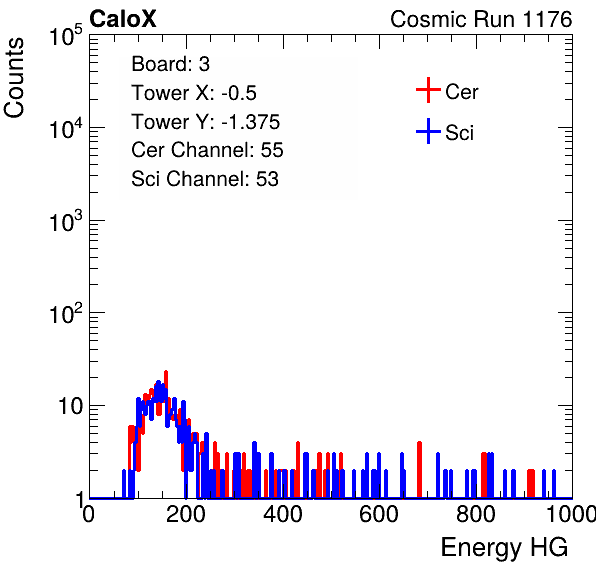 CaloX Cosmic Run 1176
Counts
10^5
10^4
10^3
10^2
10
1
Board: 3
Tower X: -0.5
Tower Y: -1.375
Cer Channel: 55
Sci Channel: 53
Cer
Sci
0 200 400 600 800 1000
Energy HG